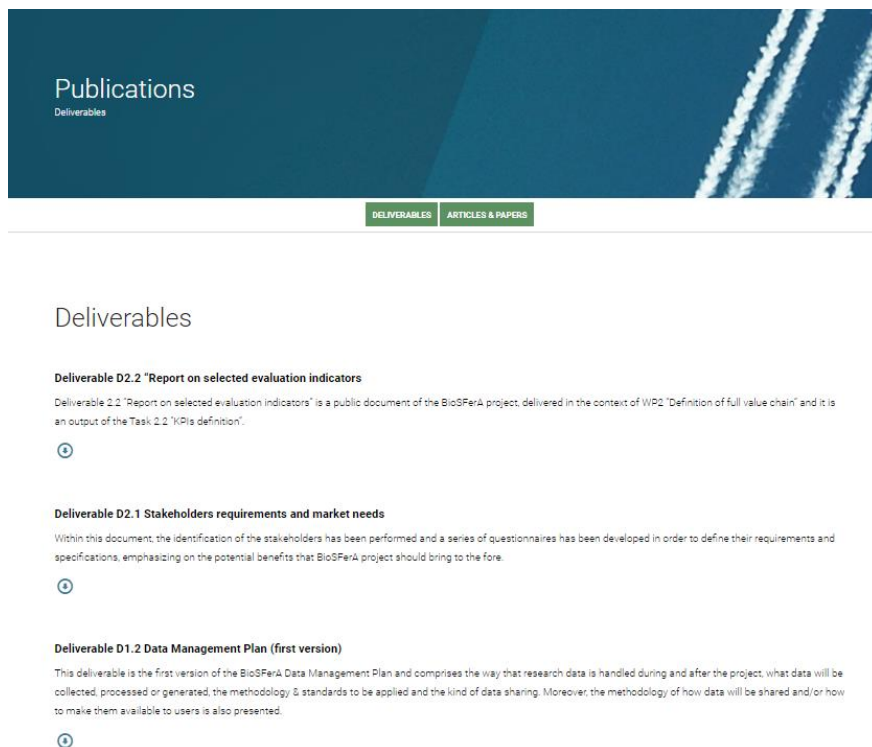 Publications
Deliverables
DELIVERABLES ARTICLES & PAPERS
Deliverables
Deliverable D2.2 "Report on selected evaluation indicators
Deliverable 2.2 "Report on selected evaluation indicators" is a public document of the BioSFerA project, delivered in the context of WP2 "Definition of full value chain" and it is
an output of the Task 2.2 "KPIs definition".
Deliverable D2.1 Stakeholders requirements and market needs
Within this document, the identification of the stakeholders has been performed and a series of questionnaires has been developed in order to define their requirements and
specifications, emphasizing on the potential benefits that BioSFerA project should bring to the fore.
Deliverable D1.2 Data Management Plan (first version)
This deliverable is the first version of the BioSFerA Data Management Plan and comprises the way that research data is handled during and after the project, what data will be
collected, processed or generated, the methodology & standards to be applied and the kind of data sharing. Moreover, the methodology of how data will be shared and/or how
to make them available to users is also presented.